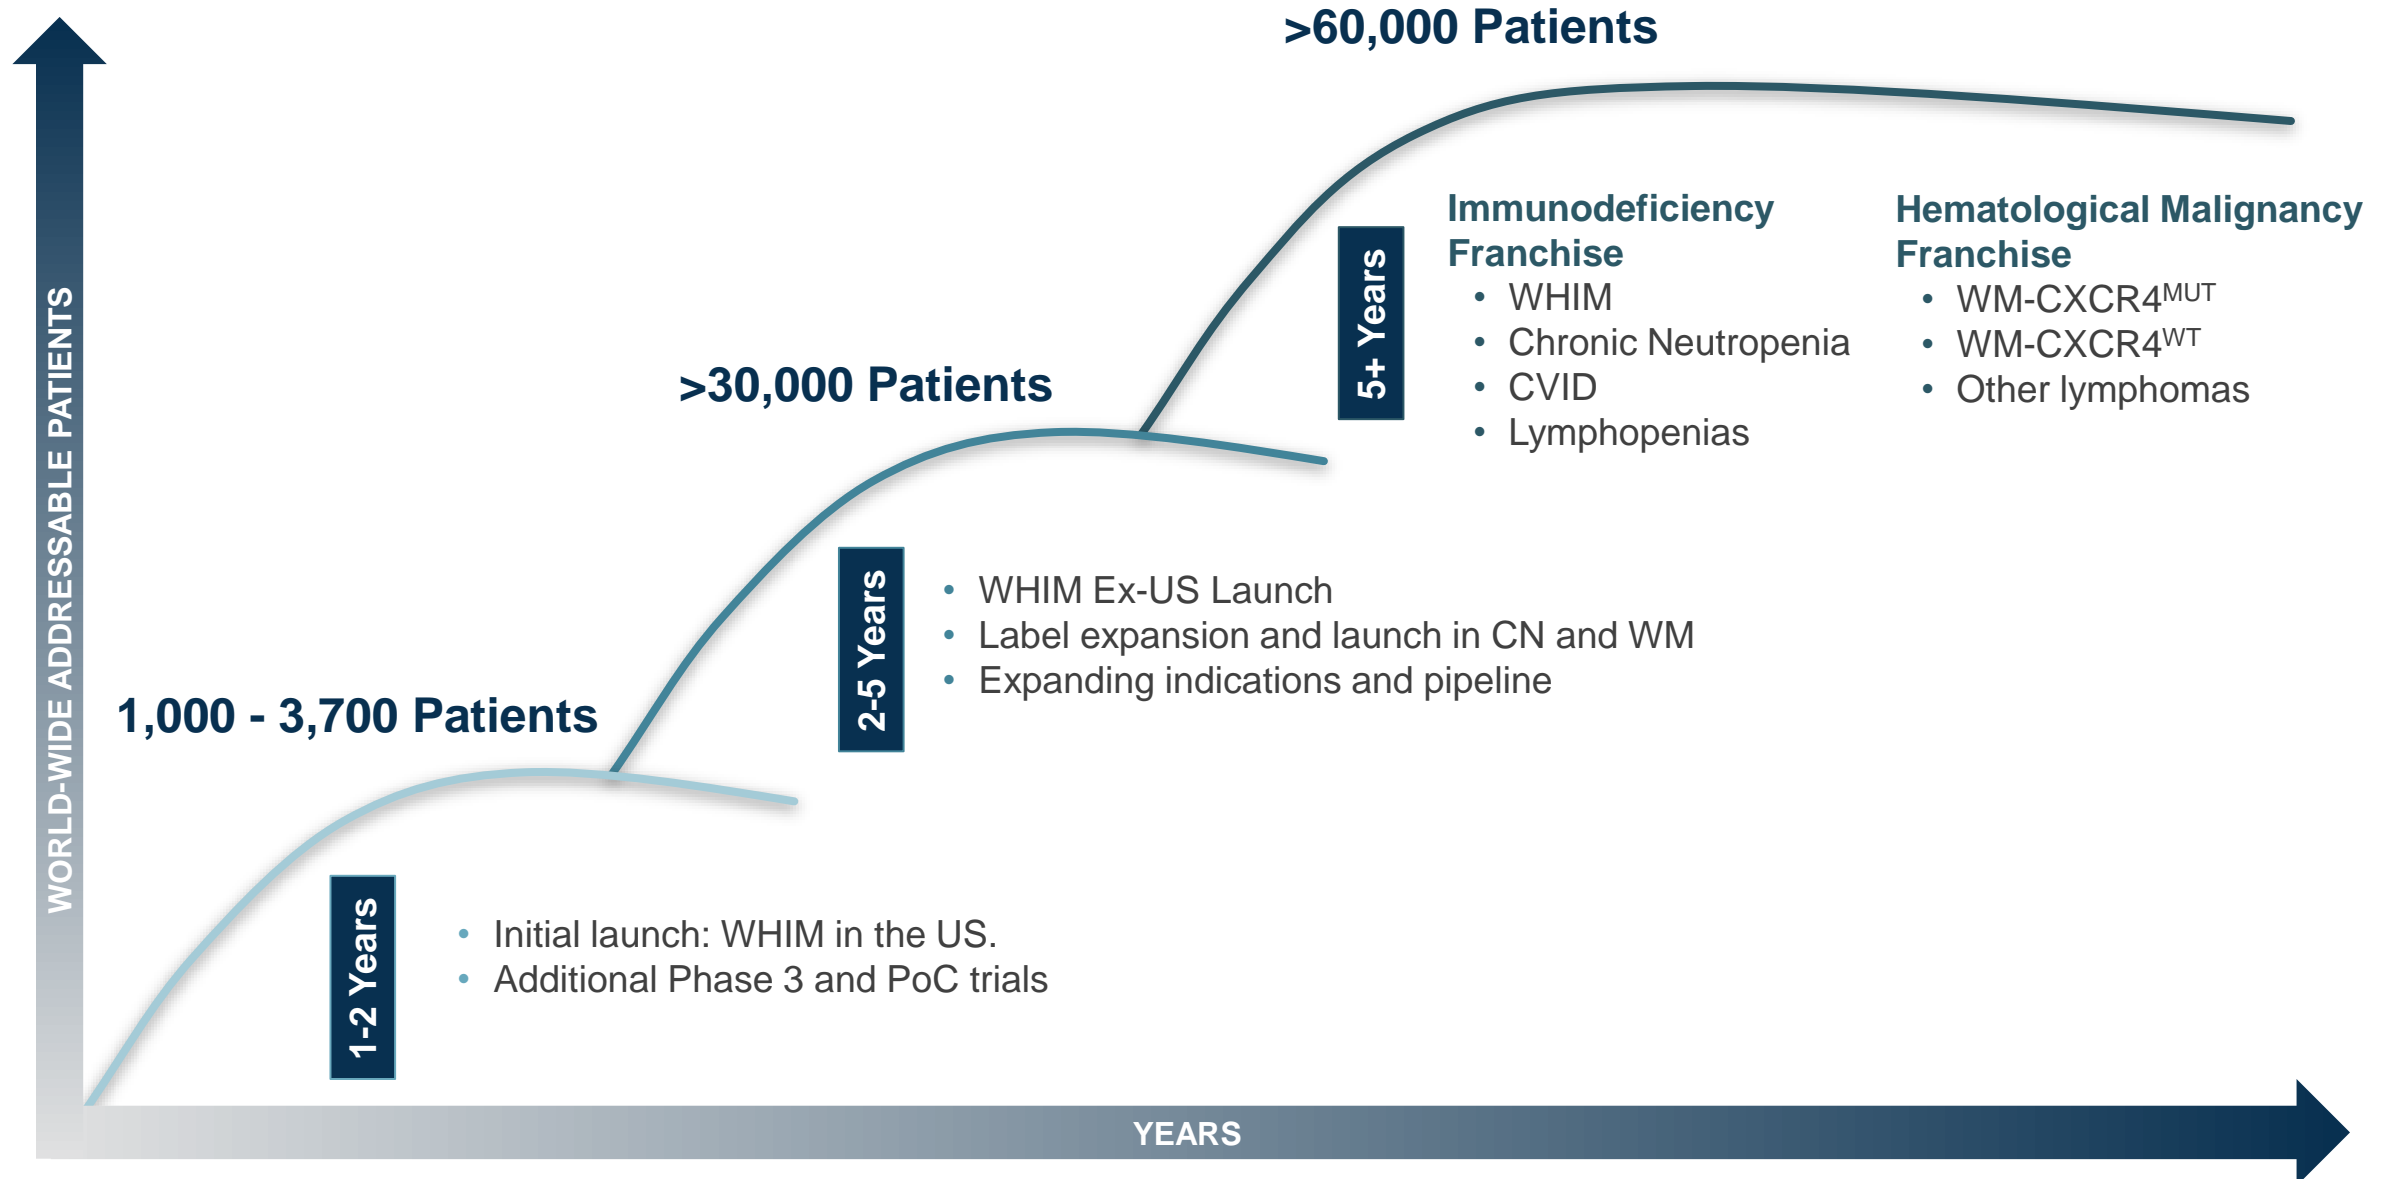 >60,000 Patients
WORLD-WIDE ADDRESSABLE PATIENTS
5+ Years
Immunodeficiency
Franchise
• WHIM
• Chronic Neutropenia
• CVID
• Lymphopenias
Hematological Malignancy
Franchise
• WM-CXCR4ᴹᵁᵀ
• WM-CXCR4ᵂᵀ
• Other lymphomas
>30,000 Patients
2-5 Years
• WHIM Ex-US Launch
• Label expansion and launch in CN and WM
• Expanding indications and pipeline
1,000 - 3,700 Patients
1-2 Years
• Initial launch: WHIM in the US.
• Additional Phase 3 and PoC trials
YEARS